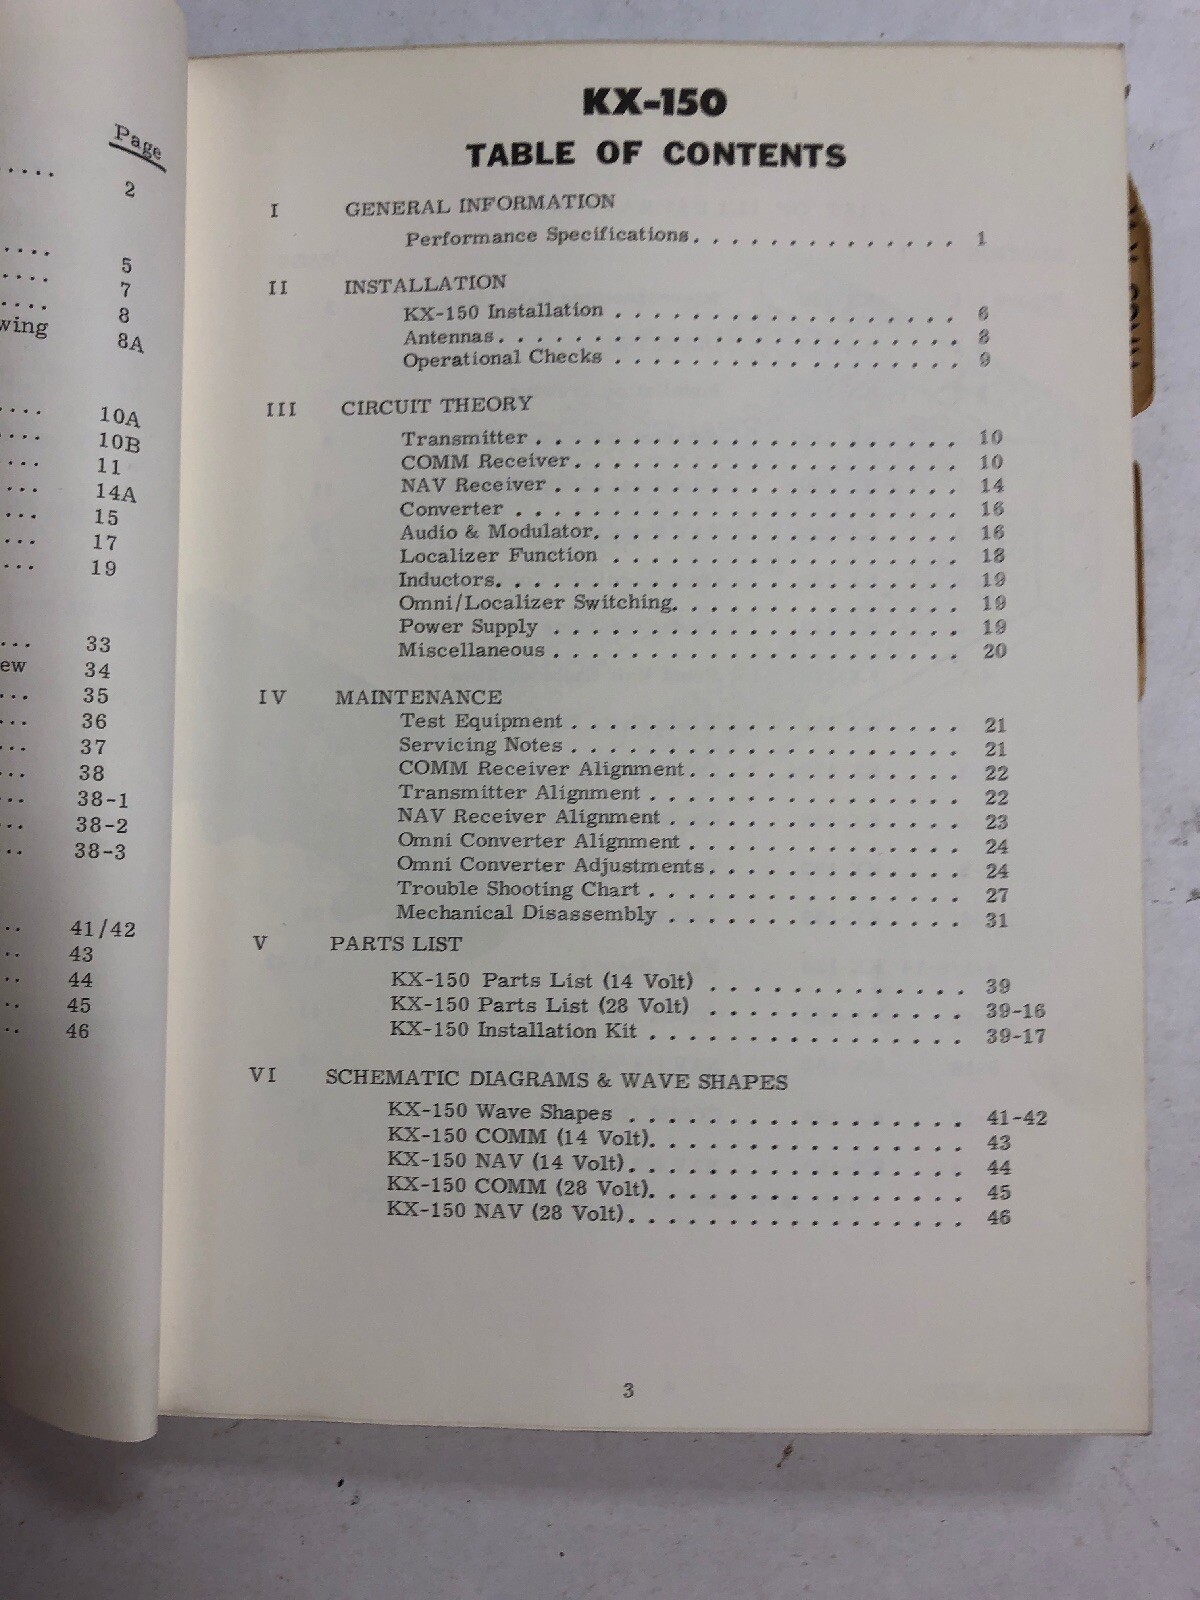 Page
..... 2
.... 5
.... 7
.... 8
wing 8A
.... 10A
.... 10B
... 11
... 14A
... 15
... 17
... 19
... 33
ew 34
... 35
... 36
... 37
... 38
... 38-1
... 38-2
.. 38-3
.. 41/42
.. 43
.. 44
.. 45
.. 46
KX-150
TABLE OF CONTENTS
I GENERAL INFORMATION
Performance Specifications. . . . . . . . . . . . . . 1
II INSTALLATION
KX-150 Installation . . . . . . . . . . . . . . . . . . 6
Antennas. . . . . . . . . . . . . . . . . . . . . . . . 8
Operational Checks . . . . . . . . . . . . . . . . . . 9
III CIRCUIT THEORY
Transmitter . . . . . . . . . . . . . . . . . . . . . . 10
COMM Receiver. . . . . . . . . . . . . . . . . . . . 10
NAV Receiver . . . . . . . . . . . . . . . . . . . . . 14
Converter . . . . . . . . . . . . . . . . . . . . . . . 16
Audio & Modulator. . . . . . . . . . . . . . . . . . . 16
Localizer Function . . . . . . . . . . . . . . . . . . 18
Inductors. . . . . . . . . . . . . . . . . . . . . . . . 19
Omni/Localizer Switching. . . . . . . . . . . . . . . 19
Power Supply . . . . . . . . . . . . . . . . . . . . . 19
Miscellaneous . . . . . . . . . . . . . . . . . . . . . 20
IV MAINTENANCE
Test Equipment . . . . . . . . . . . . . . . . . . . . 21
Servicing Notes . . . . . . . . . . . . . . . . . . . . 21
COMM Receiver Alignment. . . . . . . . . . . . . . 22
Transmitter Alignment . . . . . . . . . . . . . . . . 22
NAV Receiver Alignment . . . . . . . . . . . . . . . 23
Omni Converter Alignment . . . . . . . . . . . . . . 24
Omni Converter Adjustments. . . . . . . . . . . . . 24
Trouble Shooting Chart . . . . . . . . . . . . . . . . 27
Mechanical Disassembly . . . . . . . . . . . . . . . 31
V PARTS LIST
KX-150 Parts List (14 Volt) . . . . . . . . . . . . . 39
KX-150 Parts List (28 Volt) . . . . . . . . . . . . . 39-16
KX-150 Installation Kit . . . . . . . . . . . . . . . . 39-17
VI SCHEMATIC DIAGRAMS & WAVE SHAPES
KX-150 Wave Shapes . . . . . . . . . . . . . . . . . 41-42
KX-150 COMM (14 Volt). . . . . . . . . . . . . . . . 43
KX-150 NAV (14 Volt). . . . . . . . . . . . . . . . . 44
KX-150 COMM (28 Volt). . . . . . . . . . . . . . . . 45
KX-150 NAV (28 Volt). . . . . . . . . . . . . . . . . 46
3